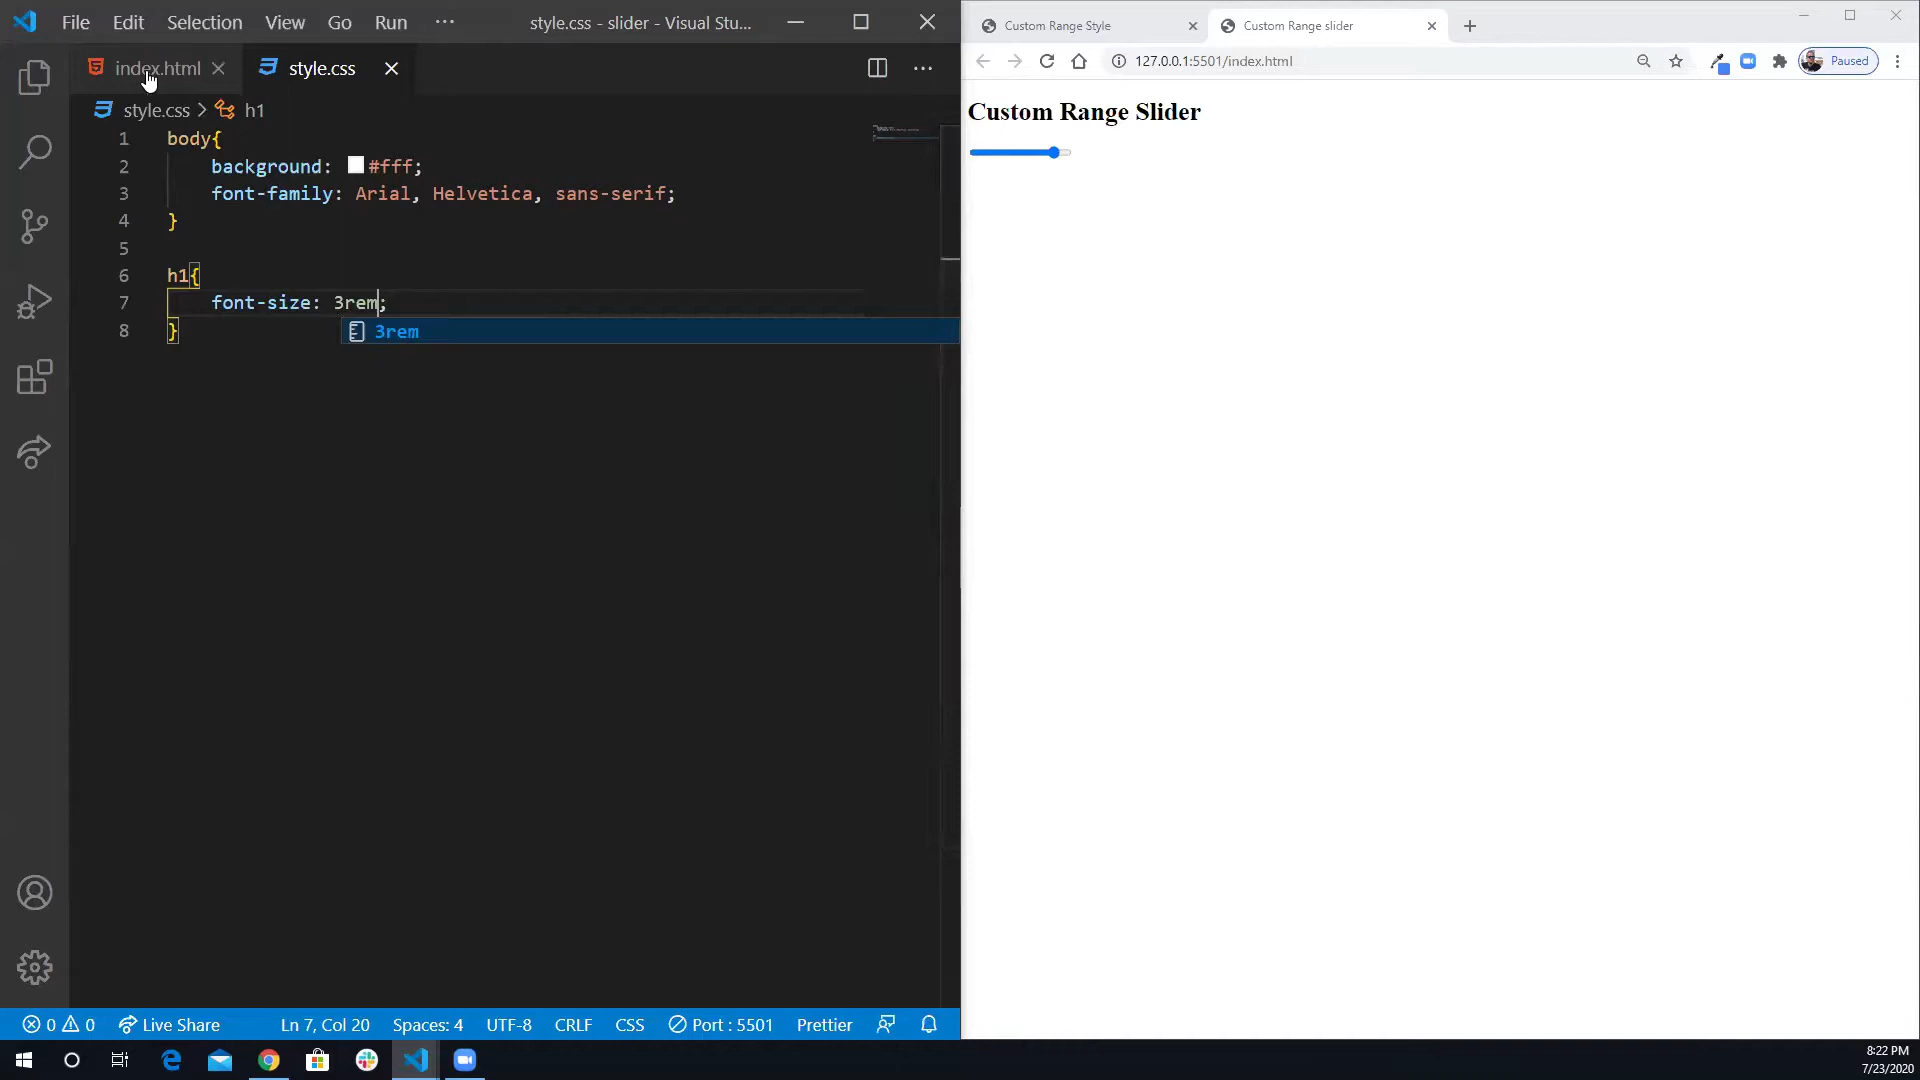 File Edit Selection View Go Run ··· style.css - slider - Visual Stu...
index.html style.css
style.css > h1
1 body{
2 background: #fff;
3 font-family: Arial, Helvetica, sans-serif;
4 }
5
6 h1{
7 font-size: 3rem;
8 }
3rem
0 0 Live Share Ln 7, Col 20 Spaces: 4 UTF-8 CRLF CSS Port : 5501 Prettier
Custom Range Style Custom Range slider
127.0.0.1:5501/index.html Paused
Custom Range Slider
8:22 PM
7/23/2020